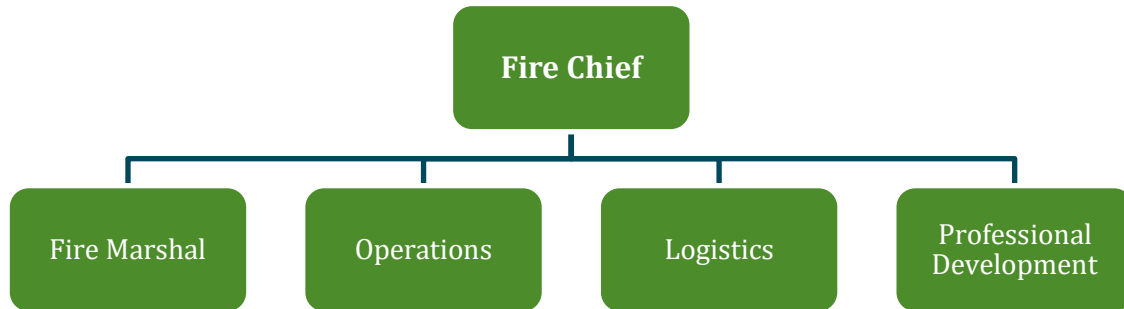 Fire Chief
Fire Marshal
Operations
Logistics
Professional
Development